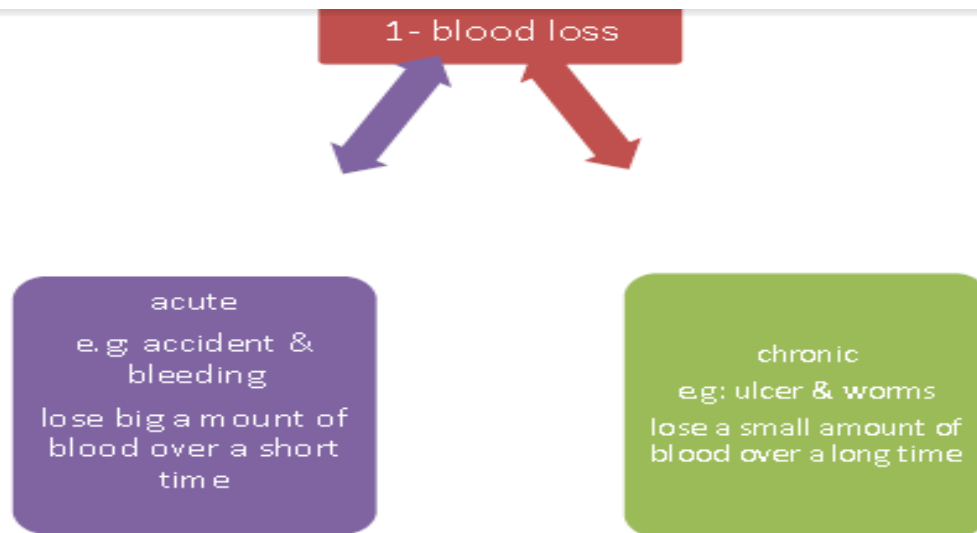 1- blood loss
acute
e.g: accident &
bleeding
lose big amount of
blood over a short
time
chronic
eg: ulcer & worms
lose a small amount of
blood over a long time